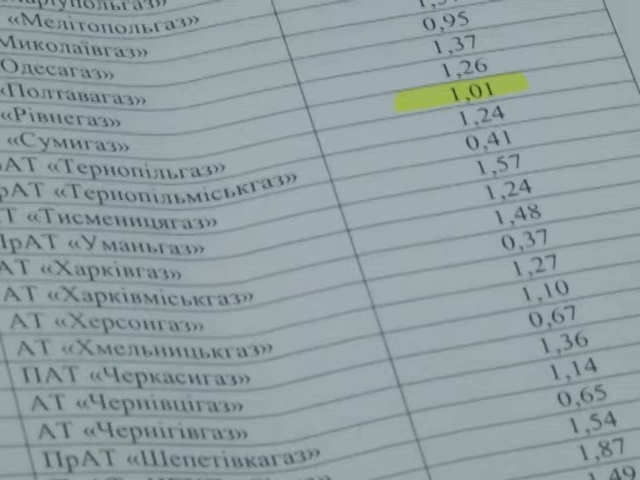 «Мелітопольгаз» 0,95
Миколаївгаз» 1,37
Одесагаз» 1,26
«Полтавагаз» 1,01
«Рівнегаз» 1,24
«Сумигаз» 0,41
АТ «Тернопільгаз» 1,57
рАТ «Тернопільміськгаз» 1,24
Т «Тисменицягаз» 1,48
ПрАТ «Уманьгаз» 0,37
АТ «Харківгаз» 1,27
АТ «Харківміськгаз» 1,10
АТ «Херсонгаз» 0,67
АТ «Хмельницькгаз» 1,36
ПАТ «Черкасигаз» 1,14
АТ «Чернівцігаз» 0,65
АТ «Чернігівгаз» 1,54
ПрАТ «Шепетівкагаз» 1,87
1,49